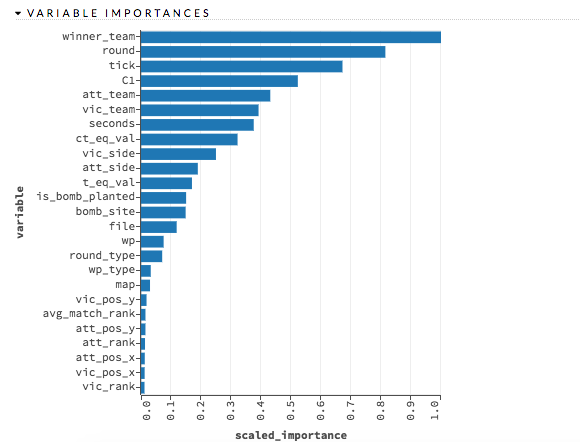 VARIABLE IMPORTANCES
winner_team
round
tick
C1
att_team
vic_team
seconds
ct_eq_val
vic_side
att_side
t_eq_val
is_bomb_planted
bomb_site
file
wp
round_type
wp_type
map
vic_pos_y
avg_match_rank
att_pos_y
att_rank
att_pos_x
vic_pos_x
vic_rank
variable
0.0 0.1 0.2 0.3 0.4 0.5 0.6 0.7 0.8 0.9 1.0
scaled_importance